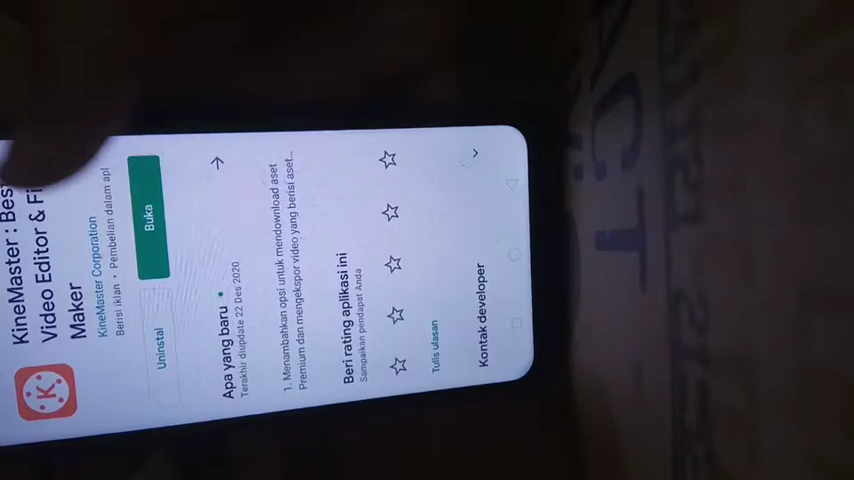 KineMaster : Bes
Video Editor & Fi
Maker
KineMaster Corporation
Berisi iklan • Pembelian dalam apl
Uninstal
Buka
Apa yang baru
Terakhir diupdate 22 Des 2020
1. Menambahkan opsi untuk mendownload aset
Premium dan mengekspor video yang berisi aset...
Beri rating aplikasi ini
Sampaikan pendapat Anda
Tulis ulasan
Kontak developer